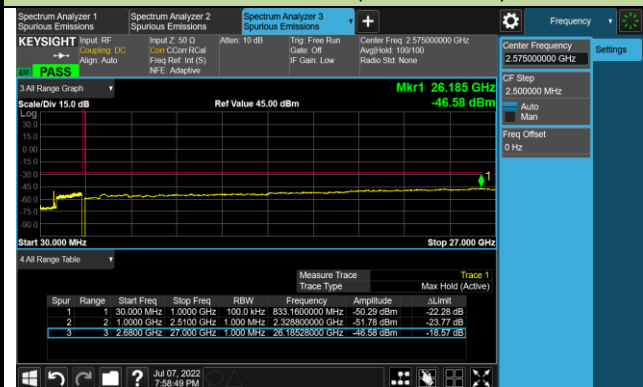 Spectrum Analyzer 1
Spurious Emissions
Spectrum Analyzer 2
Spurious Emissions
Spectrum Analyzer 3
Spurious Emissions
Frequency
KEYSIGHT
Input: RF
Coupling: DC
Align: Auto
Input Z: 50 Ω
Corr CCorr RCal
Freq Ref: Int (S)
NFE: Adaptive
Atten: 10 dB
Trig: Free Run
Gate: Off
IF Gain: Low
Center Freq: 2.575000000 GHz
Avg|Hold: 100/100
Radio Std: None
PASS
Center Frequency
2.575000000 GHz
Settings
CF Step
2.500000 MHz
Auto
Man
Freq Offset
0 Hz
3 All Range Graph
Mkr1 26.185 GHz
Scale/Div 15.0 dB
Ref Value 45.00 dBm
-46.58 dBm
Log
30.0
15.0
0.00
-15.0
-30.0
-45.0
-60.0
-75.0
-90.0
1
Start 30.000 MHz
Stop 27.000 GHz
4 All Range Table
Measure Trace
Trace 1
Trace Type
Max Hold (Active)
Spur Range Start Freq Stop Freq RBW Frequency Amplitude ΔLimit
1 1 30.000 MHz 1.0000 GHz 100.0 kHz 833.1600000 MHz -50.29 dBm -22.28 dB
2 2 1.0000 GHz 2.5100 GHz 1.000 MHz 2.328800000 GHz -51.78 dBm -23.77 dB
3 3 2.6800 GHz 27.000 GHz 1.000 MHz 26.18528000 GHz -46.58 dBm -18.57 dB
Jul 07, 2022
7:58:49 PM